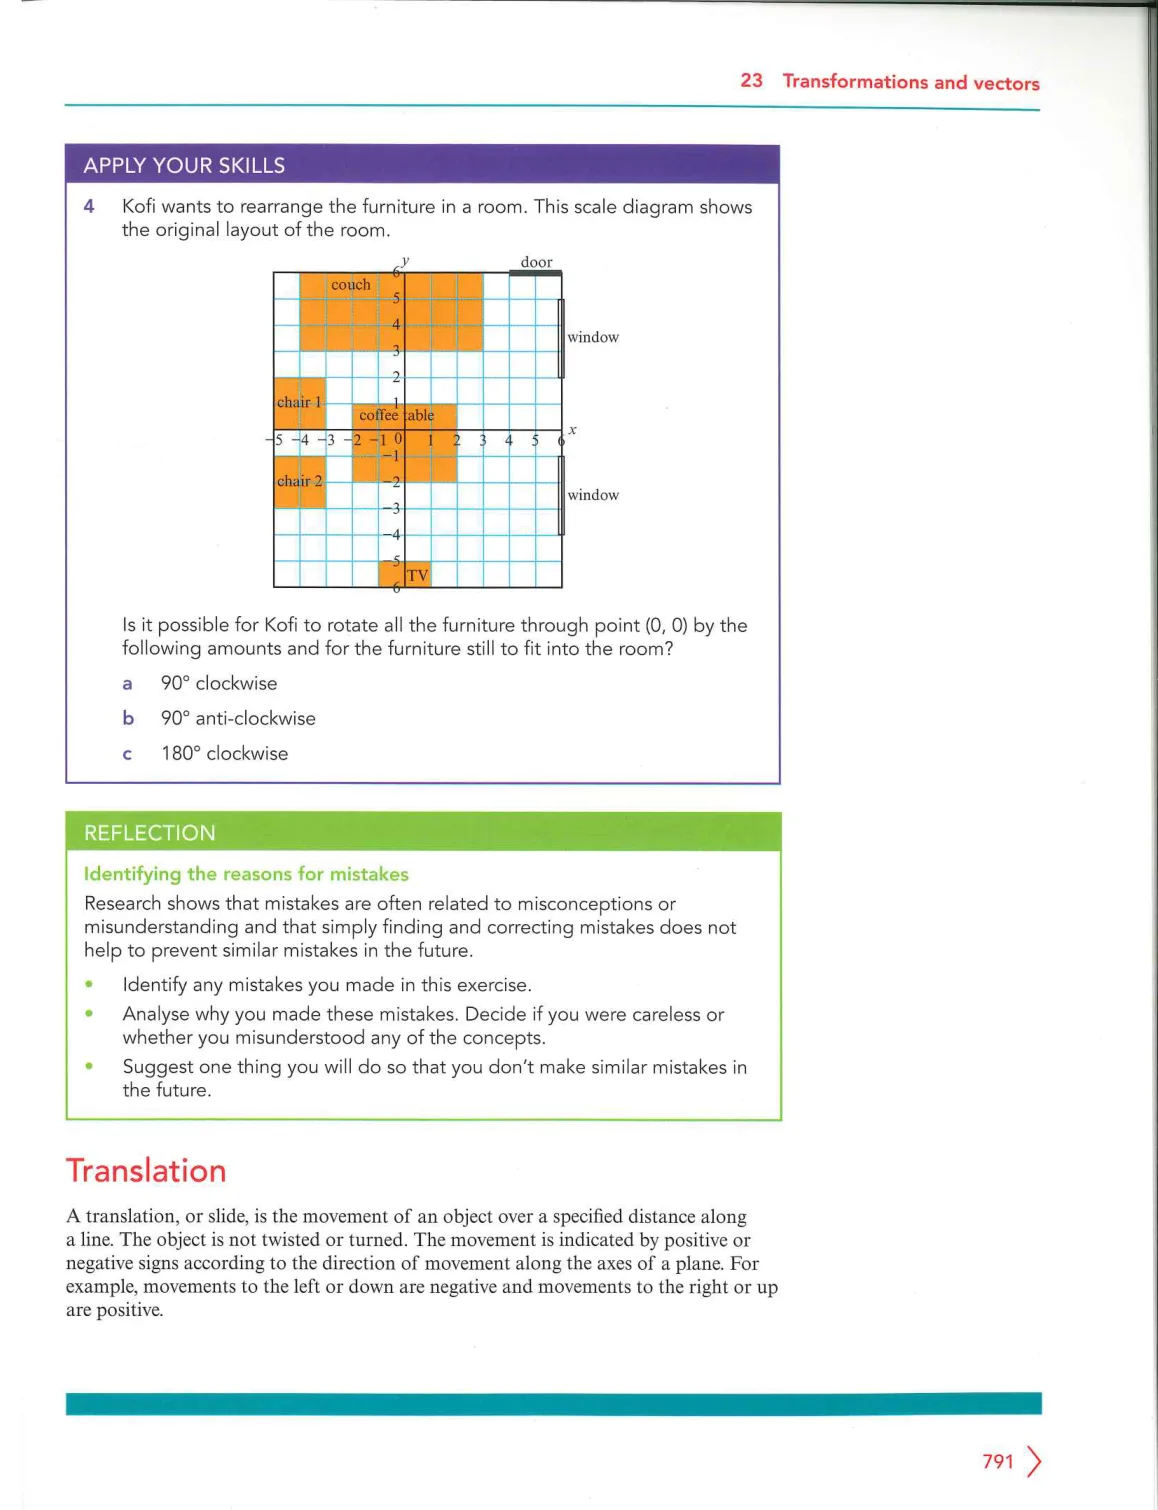 23 Transformations and vectors
APPLY YOUR SKILLS
4 Kofi wants to rearrange the furniture in a room. This scale diagram shows
the original layout of the room.
y
door
6
couch
5
4
window
3
2
chair 1
1
coffee table
x
–5 –4 –3 –2 –1 0 1 2 3 4 5 6
–1
chair 2
–2
window
–3
–4
–5
TV
6
Is it possible for Kofi to rotate all the furniture through point (0, 0) by the
following amounts and for the furniture still to fit into the room?
a 90° clockwise
b 90° anti-clockwise
c 180° clockwise
REFLECTION
Identifying the reasons for mistakes
Research shows that mistakes are often related to misconceptions or
misunderstanding and that simply finding and correcting mistakes does not
help to prevent similar mistakes in the future.
• Identify any mistakes you made in this exercise.
• Analyse why you made these mistakes. Decide if you were careless or
whether you misunderstood any of the concepts.
• Suggest one thing you will do so that you don't make similar mistakes in
the future.
Translation
A translation, or slide, is the movement of an object over a specified distance along
a line. The object is not twisted or turned. The movement is indicated by positive or
negative signs according to the direction of movement along the axes of a plane. For
example, movements to the left or down are negative and movements to the right or up
are positive.
791